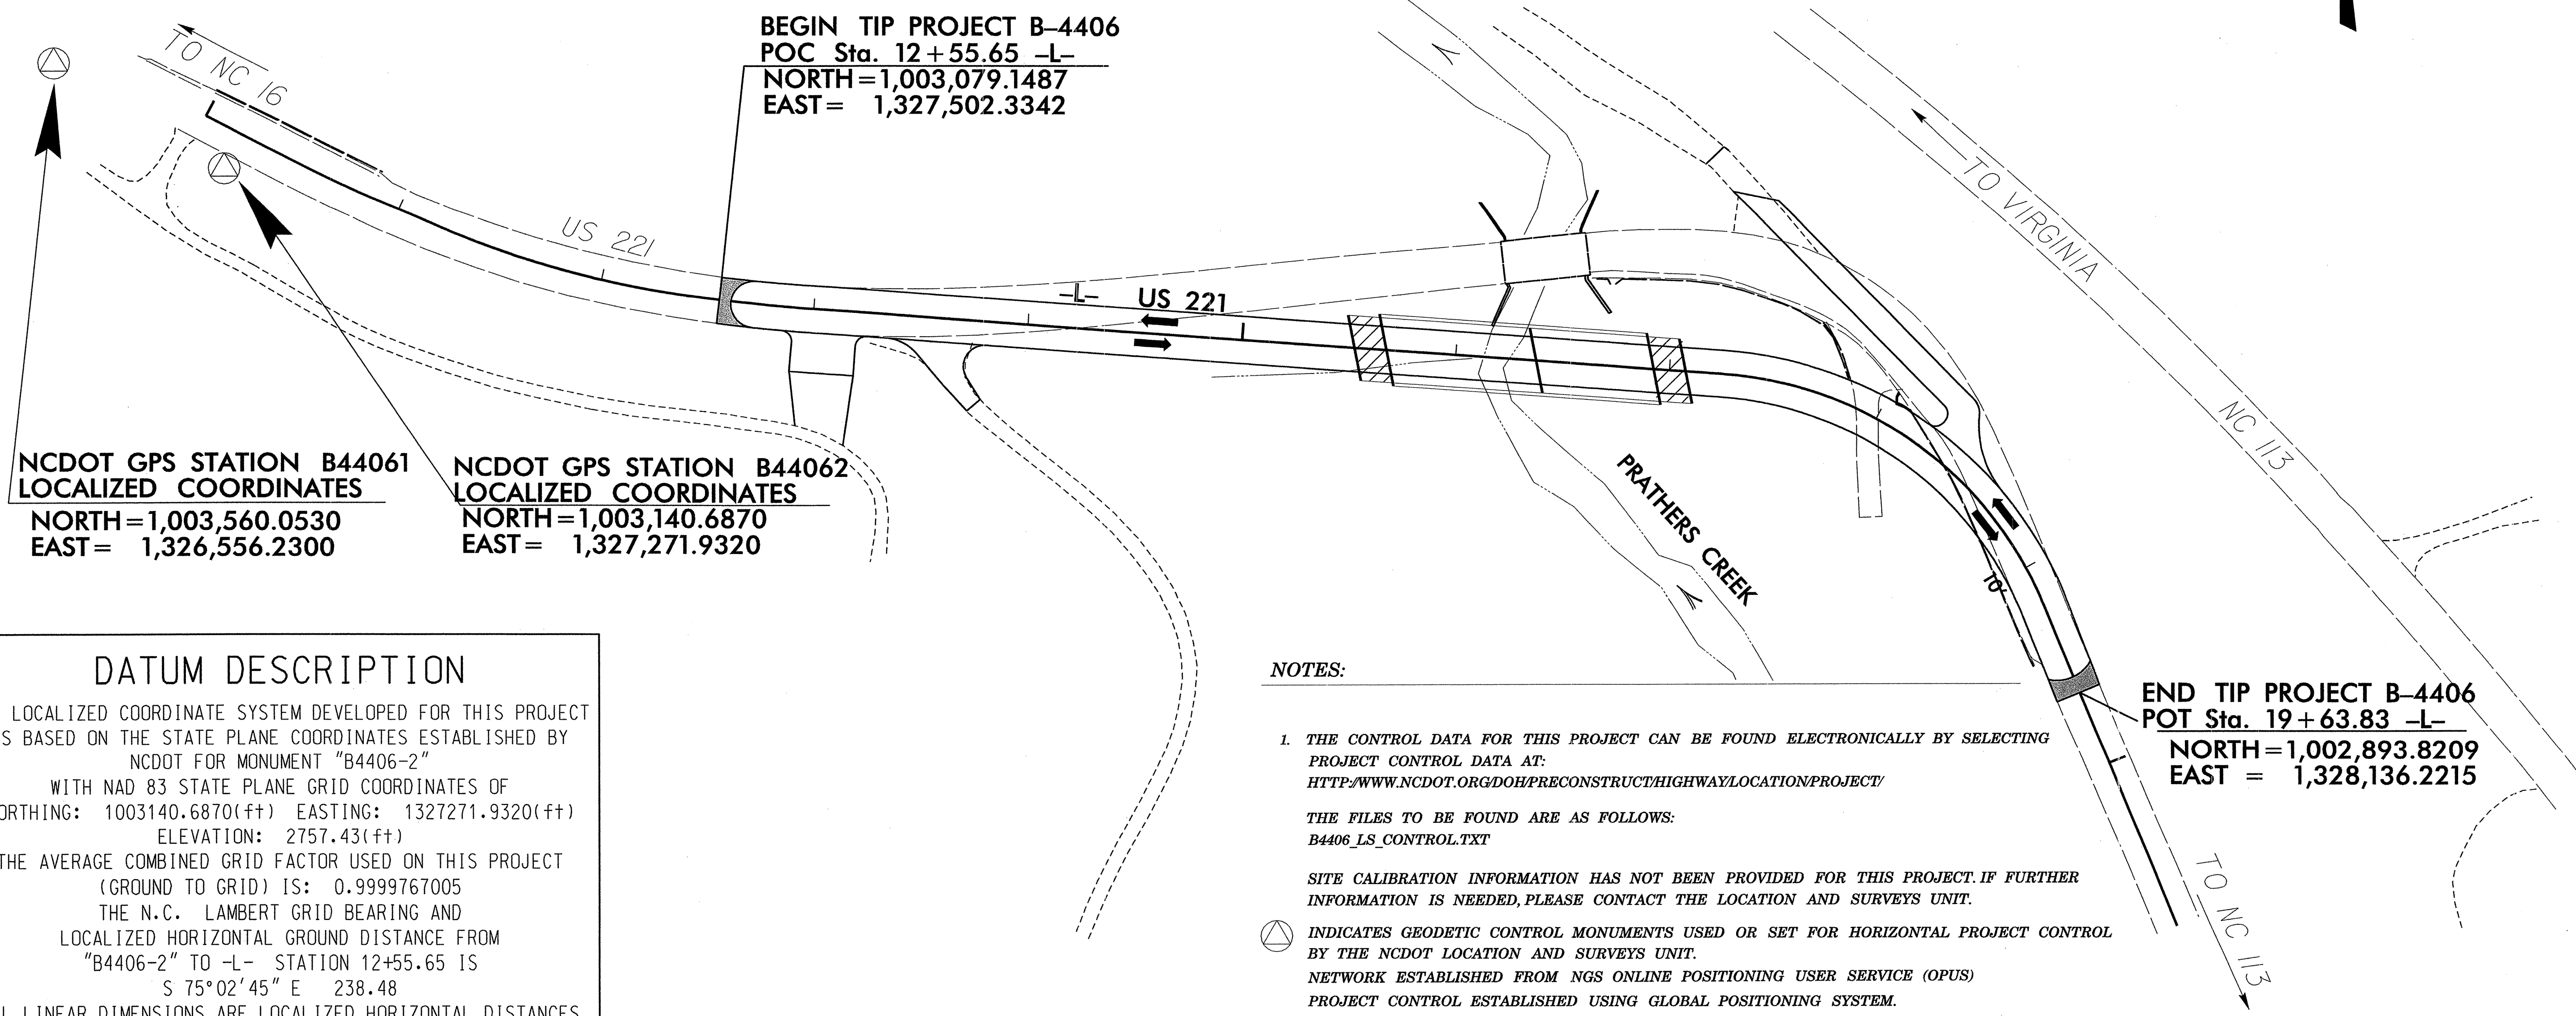 TO NC 16
BEGIN TIP PROJECT B–4406
POC Sta. 12+55.65 –L–
NORTH=1,003,079.1487
EAST= 1,327,502.3342
US 221
–L– US 221
TO VIRGINIA
NC 113
NCDOT GPS STATION B44061
LOCALIZED COORDINATES
NORTH=1,003,560.0530
EAST= 1,326,556.2300
NCDOT GPS STATION B44062
LOCALIZED COORDINATES
NORTH=1,003,140.6870
EAST= 1,327,271.9320
PRATHERS CREEK
10'
END TIP PROJECT B–4406
POT Sta. 19+63.83 –L–
NORTH=1,002,893.8209
EAST = 1,328,136.2215
TO NC 113
DATUM DESCRIPTION
LOCALIZED COORDINATE SYSTEM DEVELOPED FOR THIS PROJECT
S BASED ON THE STATE PLANE COORDINATES ESTABLISHED BY
NCDOT FOR MONUMENT "B4406-2"
WITH NAD 83 STATE PLANE GRID COORDINATES OF
ORTHING: 1003140.6870(ft) EASTING: 1327271.9320(ft)
ELEVATION: 2757.43(ft)
THE AVERAGE COMBINED GRID FACTOR USED ON THIS PROJECT
(GROUND TO GRID) IS: 0.9999767005
THE N.C. LAMBERT GRID BEARING AND
LOCALIZED HORIZONTAL GROUND DISTANCE FROM
"B4406-2" TO -L- STATION 12+55.65 IS
S 75°02'45" E 238.48
L LINEAR DIMENSIONS ARE LOCALIZED HORIZONTAL DISTANCES
NOTES:
1. THE CONTROL DATA FOR THIS PROJECT CAN BE FOUND ELECTRONICALLY BY SELECTING
PROJECT CONTROL DATA AT:
HTTP://WWW.NCDOT.ORG/DOH/PRECONSTRUCT/HIGHWAY/LOCATION/PROJECT/
THE FILES TO BE FOUND ARE AS FOLLOWS:
B4406_LS_CONTROL.TXT
SITE CALIBRATION INFORMATION HAS NOT BEEN PROVIDED FOR THIS PROJECT. IF FURTHER
INFORMATION IS NEEDED, PLEASE CONTACT THE LOCATION AND SURVEYS UNIT.
INDICATES GEODETIC CONTROL MONUMENTS USED OR SET FOR HORIZONTAL PROJECT CONTROL
BY THE NCDOT LOCATION AND SURVEYS UNIT.
NETWORK ESTABLISHED FROM NGS ONLINE POSITIONING USER SERVICE (OPUS)
PROJECT CONTROL ESTABLISHED USING GLOBAL POSITIONING SYSTEM.